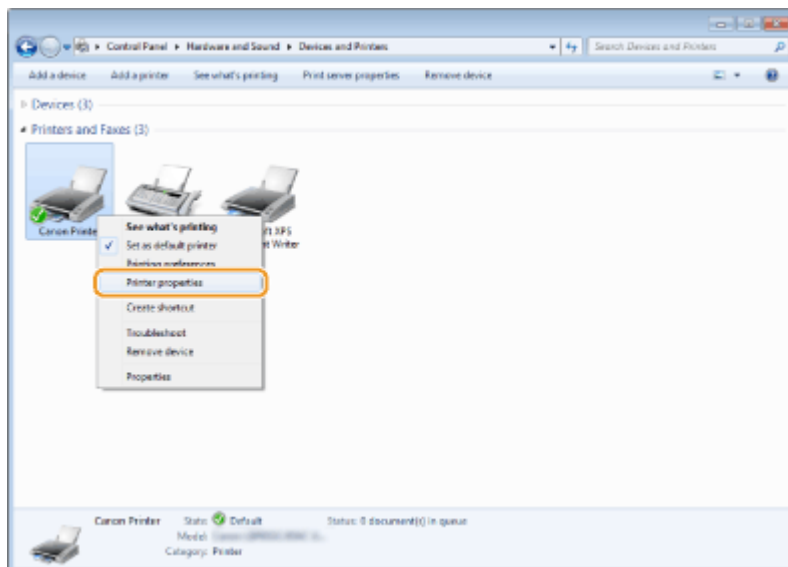 Control Panel ▸ Hardware and Sound ▸ Devices and Printers
Search Devices and Printers
Add a device Add a printer See what's printing Print server properties Remove device
Devices (3)
Printers and Faxes (3)
Canon Printe
ft XPS
nt Writer
See what's printing
Set as default printer
Printing preferences
Printer properties
Create shortcut
Troubleshoot
Remove device
Properties
Canon Printer State: Default Status: 0 document(s) in queue
Model:
Category: Printer